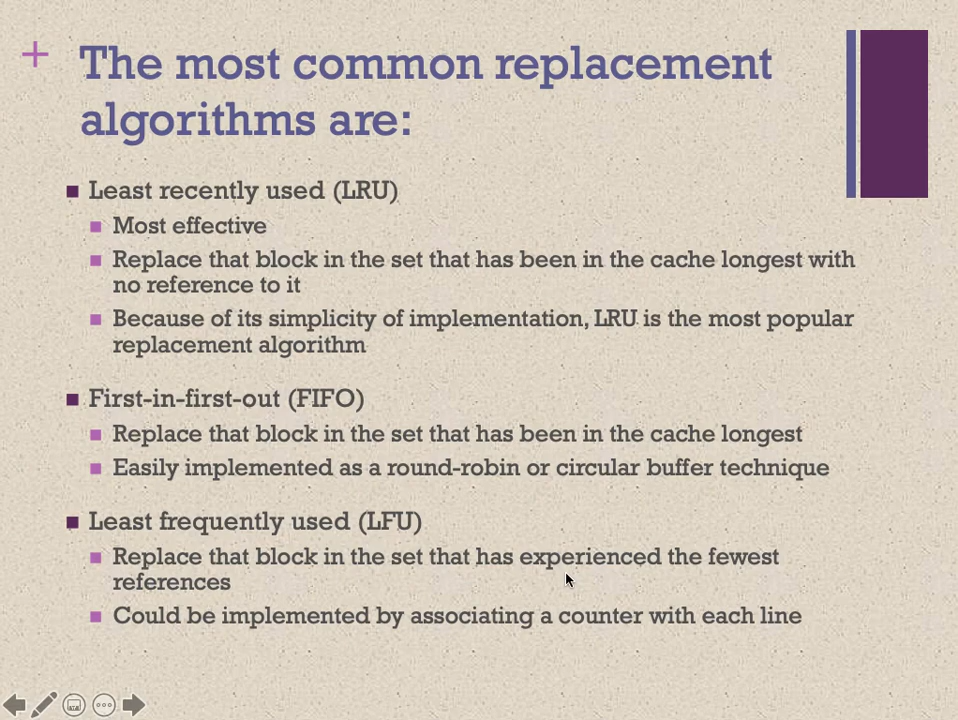 The most common replacement
algorithms are:
Least recently used (LRU)
Most effective
Replace that block in the set that has been in the cache longest with
no reference to it
Because of its simplicity of implementation, LRU is the most popular
replacement algorithm
First-in-first-out (FIFO)
Replace that block in the set that has been in the cache longest
Easily implemented as a round-robin or circular buffer technique
Least frequently used (LFU)
Replace that block in the set that has experienced the fewest
references
Could be implemented by associating a counter with each line